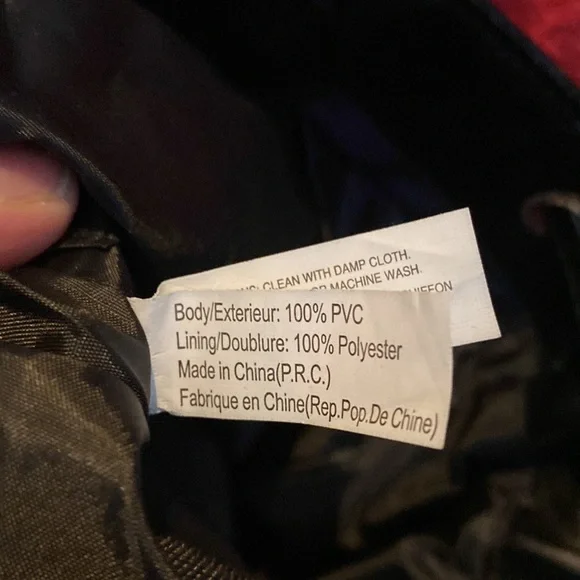 CLEAN WITH DAMP CLOTH.
OR MACHINE WASH.
Body/Exterieur: 100% PVC
Lining/Doublure: 100% Polyester
Made in China(P.R.C.)
Fabrique en Chine(Rep.Pop.De Chine)